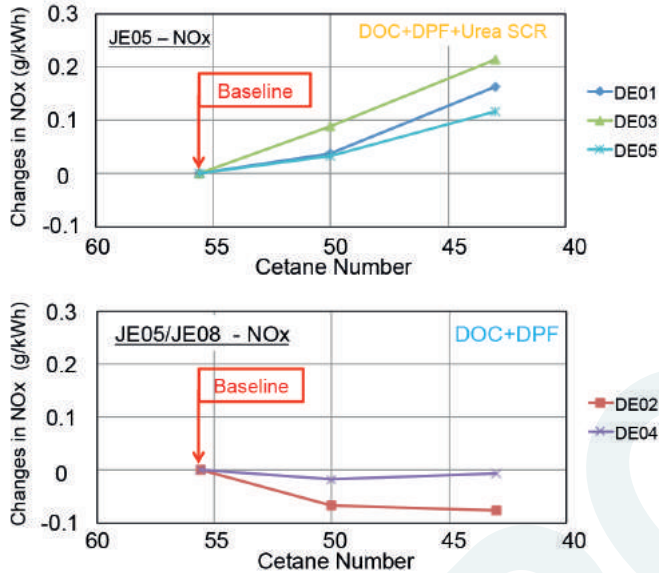 JE05 – NOx
DOC+DPF+Urea SCR
Changes in NOx (g/kWh)
0.3
0.2
0.1
0
-0.1
Baseline
60
55
50
45
40
Cetane Number
DE01
DE03
DE05
JE05/JE08 - NOx
DOC+DPF
Changes in NOx (g/kWh)
0.3
0.2
0.1
0
-0.1
Baseline
60
55
50
45
40
Cetane Number
DE02
DE04